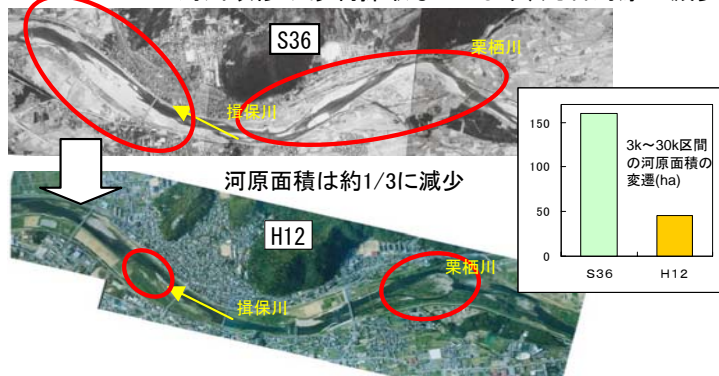 S36
栗栖川
揖保川
河原面積は約1/3に減少
H12
栗栖川
揖保川
150
100
50
0
3k～30k区間
の河原面積の
変遷(ha)
S36
H12